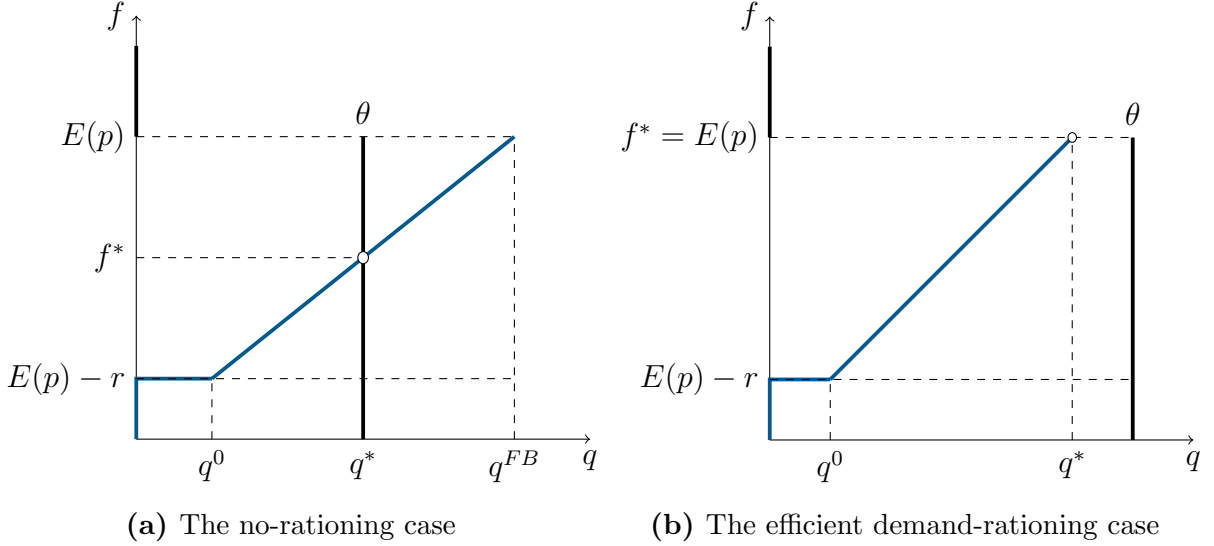 f
E(p)
θ
f*
E(p) − r
q⁰
q*
q^{FB}
q
(a) The no-rationing case
f
f* = E(p)
θ
E(p) − r
q⁰
q*
q
(b) The efficient demand-rationing case